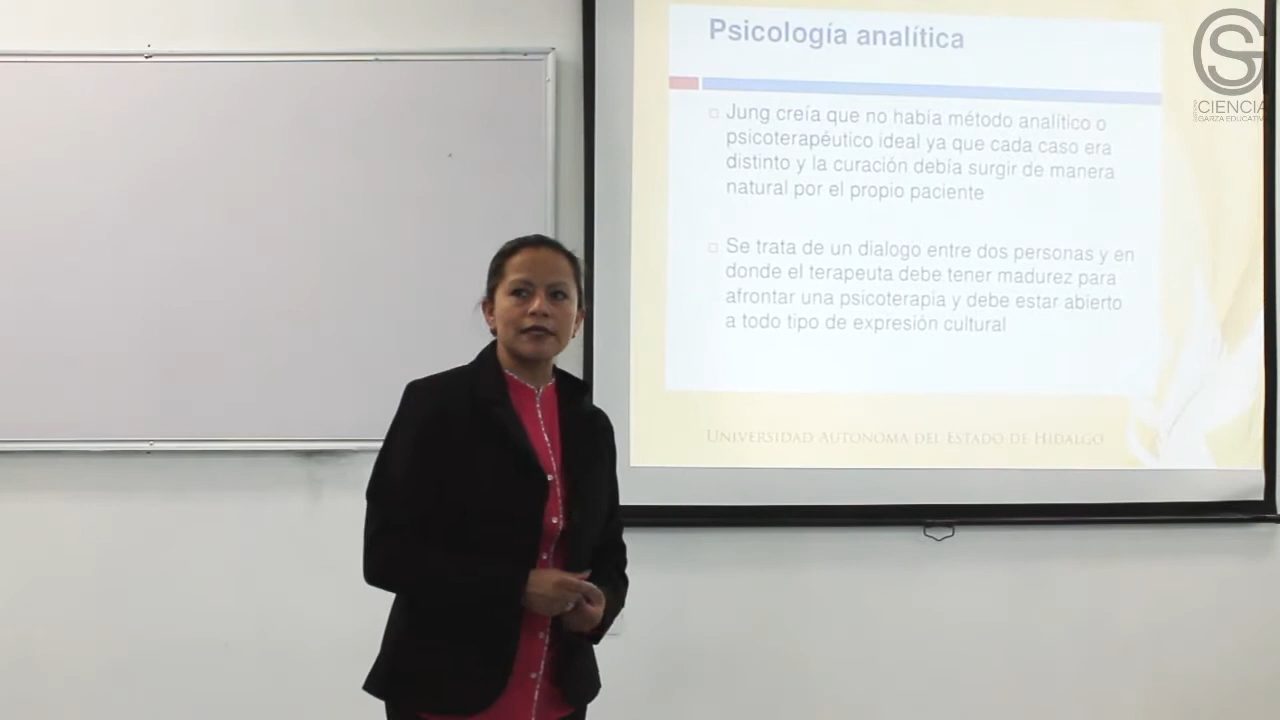 Psicología analítica
Jung creía que no había método analítico o
psicoterapéutico ideal ya que cada caso era
distinto y la curación debía surgir de manera
natural por el propio paciente
Se trata de un dialogo entre dos personas y en
donde el terapeuta debe tener madurez para
afrontar una psicoterapia y debe estar abierto
a todo tipo de expresión cultural
UNIVERSIDAD AUTÓNOMA DEL ESTADO DE HIDALGO
CIENCIA
GARZA EDUCATIVA